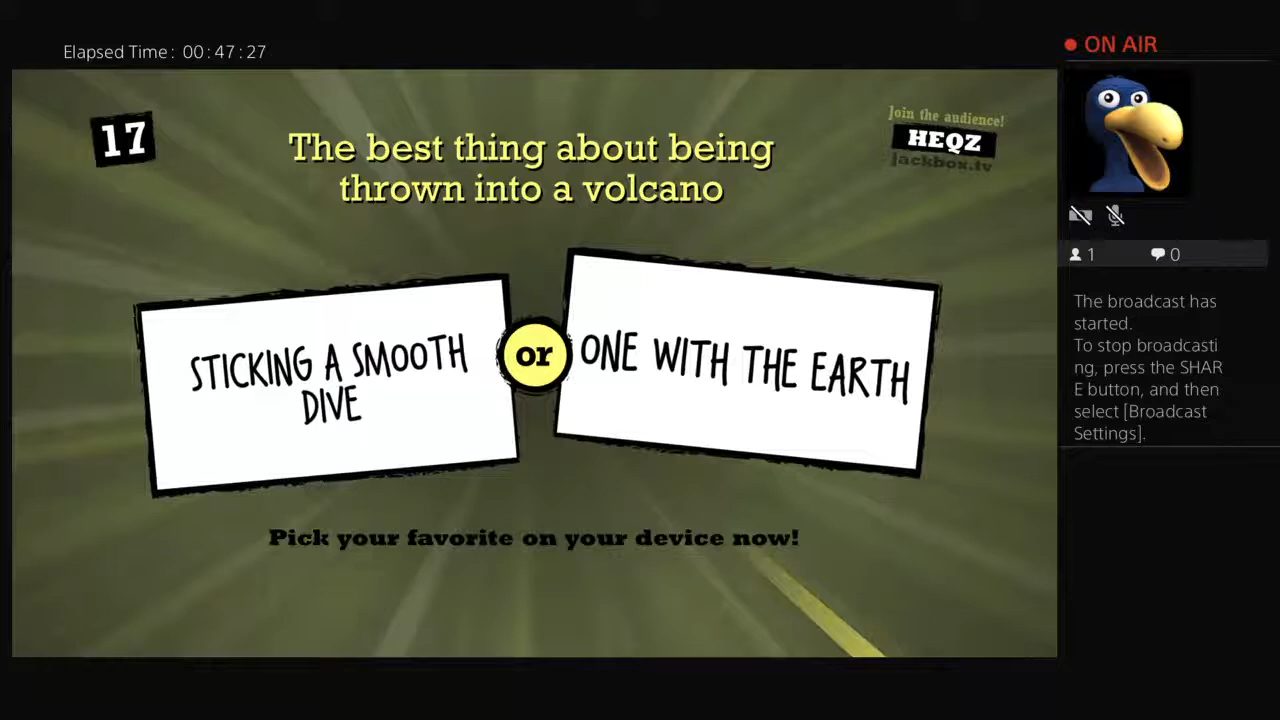 Elapsed Time: 00:47:27
ON AIR
17
The best thing about being
thrown into a volcano
Join the audience!
HEQZ
jackbox.tv
STICKING A SMOOTH
DIVE
or
ONE WITH THE EARTH
Pick your favorite on your device now!
1
0
The broadcast has
started.
To stop broadcasti
ng, press the SHAR
E button, and then
select [Broadcast
Settings].